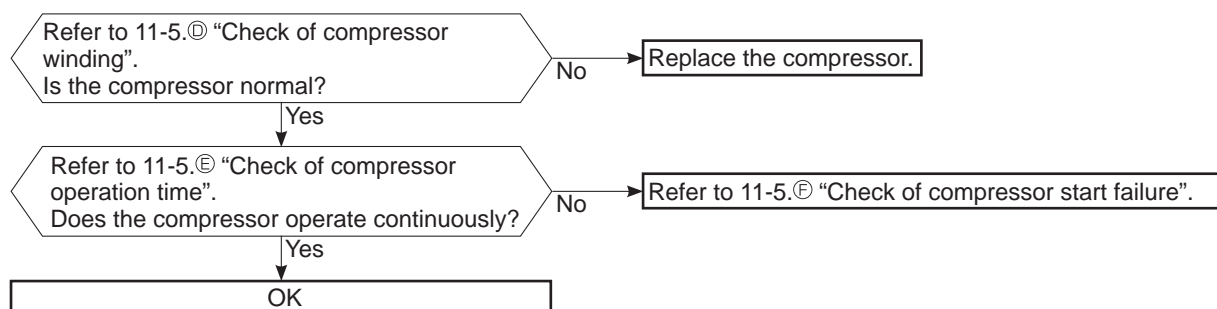 Refer to 11-5.Ⓓ “Check of compressor
winding”.
Is the compressor normal?
No
Replace the compressor.
Yes
Refer to 11-5.Ⓔ “Check of compressor
operation time”.
Does the compressor operate continuously?
No
Refer to 11-5.Ⓕ “Check of compressor start failure”.
Yes
OK